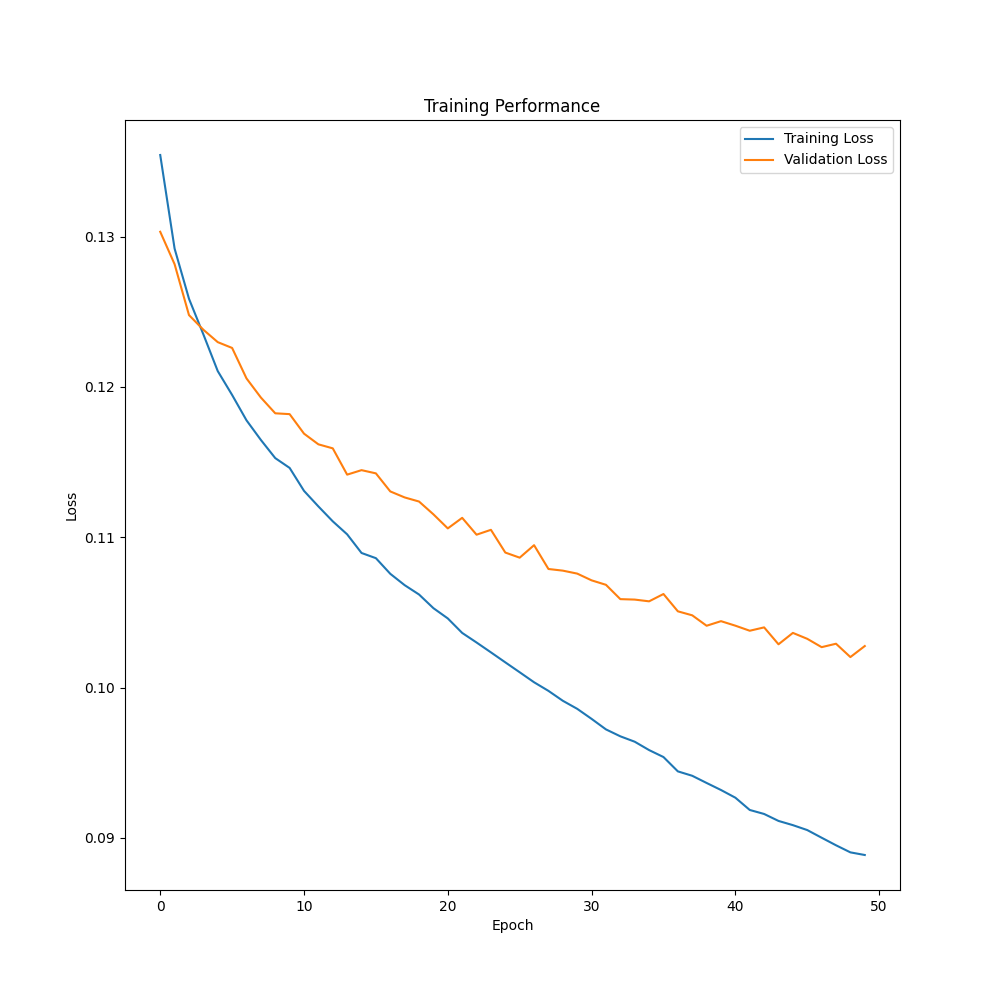 Training Performance
Training Loss
Validation Loss
0.13
0.12
0.11
0.10
0.09
Loss
0
10
20
30
40
50
Epoch